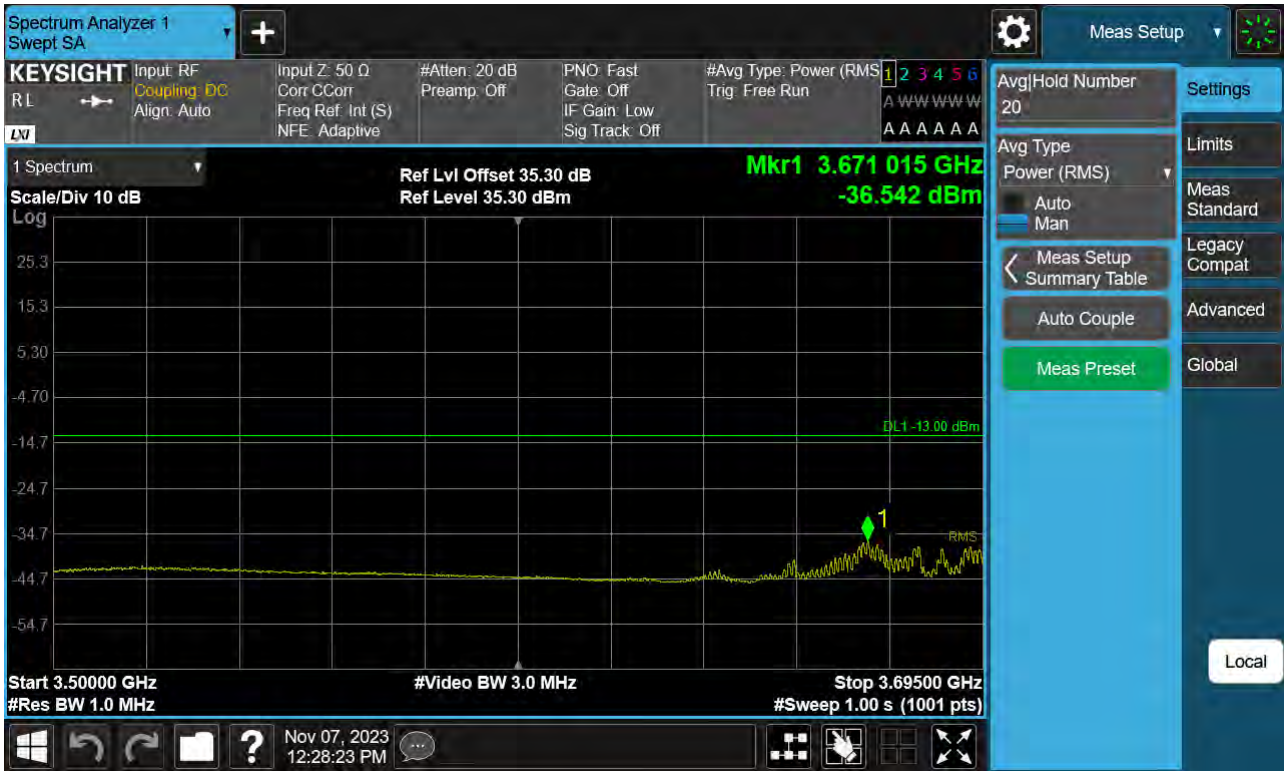 Spectrum Analyzer 1
Swept SA
+
Meas Setup
KEYSIGHT
RL
LXI
Input: RF
Coupling: DC
Align: Auto
Input Z: 50 Ω
Corr CCorr
Freq Ref: Int (S)
NFE: Adaptive
#Atten: 20 dB
Preamp: Off
PNO: Fast
Gate: Off
IF Gain: Low
Sig Track: Off
#Avg Type: Power (RMS
Trig: Free Run
1 2 3 4 5 6
A W W W W W
A A A A A A
1 Spectrum
Scale/Div 10 dB
Log
Ref Lvl Offset 35.30 dB
Ref Level 35.30 dBm
Mkr1 3.671 015 GHz
-36.542 dBm
25.3
15.3
5.30
-4.70
-14.7
-24.7
-34.7
-44.7
-54.7
DL1 -13.00 dBm
1
RMS
Start 3.50000 GHz
#Res BW 1.0 MHz
#Video BW 3.0 MHz
Stop 3.69500 GHz
#Sweep 1.00 s (1001 pts)
Avg|Hold Number
20
Avg Type
Power (RMS)
Auto
Man
Meas Setup
Summary Table
Auto Couple
Meas Preset
Settings
Limits
Meas
Standard
Legacy
Compat
Advanced
Global
Local
?
Nov 07, 2023
12:28:23 PM